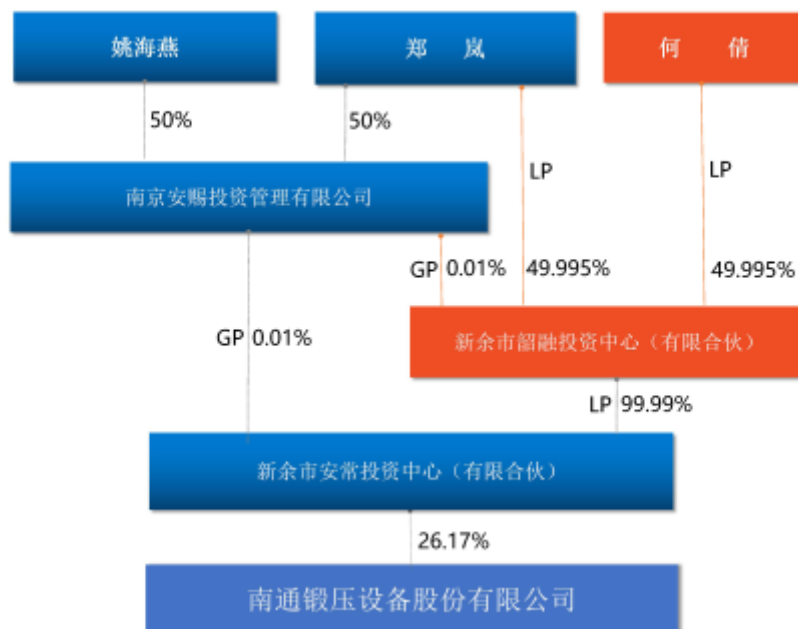 姚海燕
郑 岚
何 倩
50%
50%
LP
LP
南京安赐投资管理有限公司
GP 0.01%
49.995%
49.995%
GP 0.01%
新余市韶融投资中心（有限合伙）
LP 99.99%
新余市安常投资中心（有限合伙）
26.17%
南通锻压设备股份有限公司